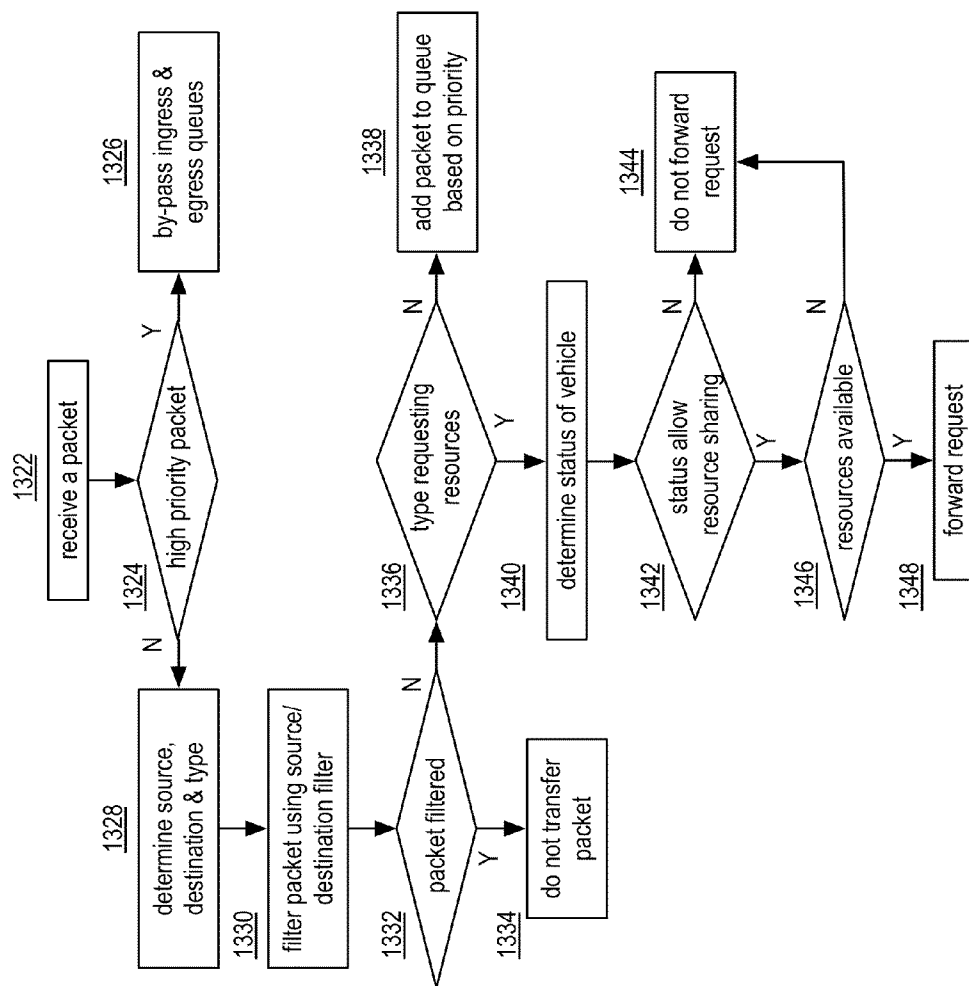 1322
receive a packet
1324
high priority packet
Y
N
1326
by-pass ingress &
egress queues
1328
determine source,
destination & type
1330
filter packet using source/
destination filter
1332
packet filtered
N
Y
1334
do not transfer
packet
1336
type requesting
resources
N
Y
1338
add packet to queue
based on priority
1340
determine status of vehicle
1342
status allow
resource sharing
N
Y
1344
do not forward
request
1346
resources available
N
Y
1348
forward request